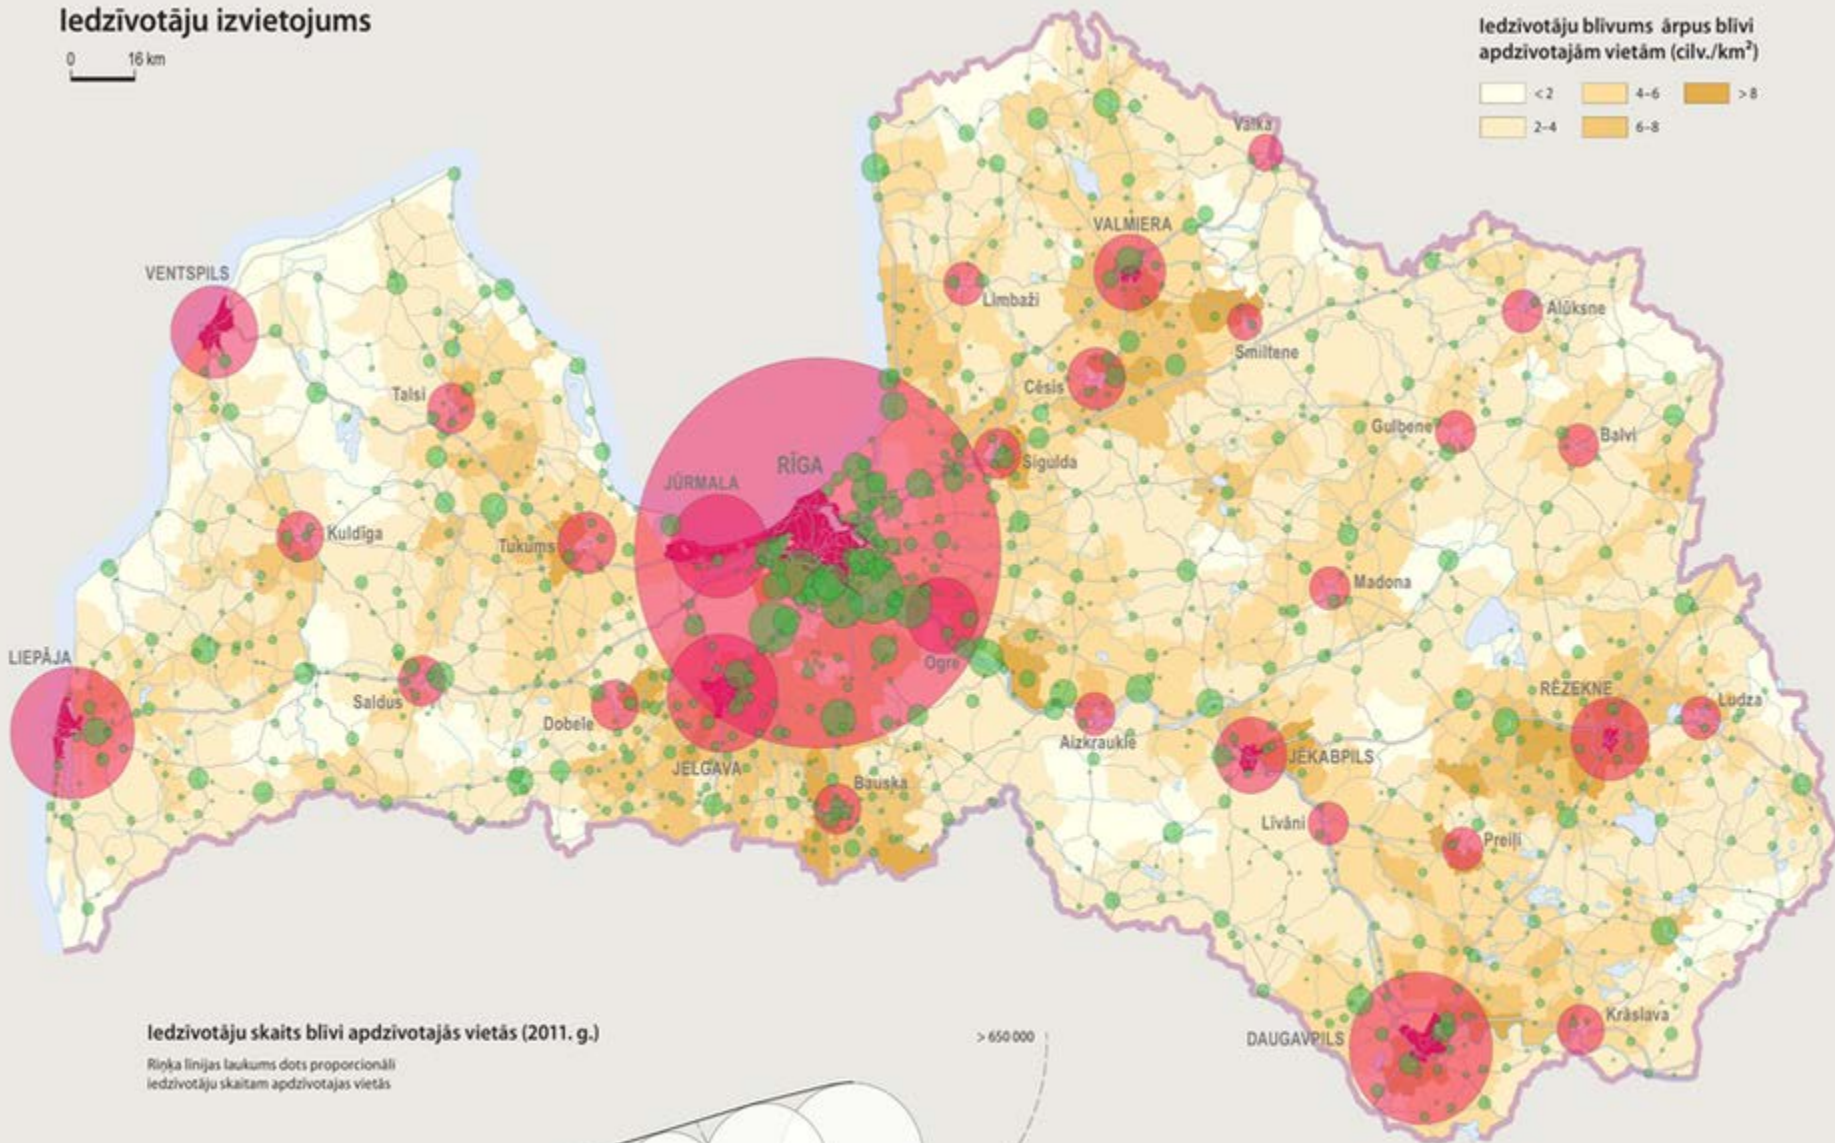 Iedzīvotāju izvietojums
0 16 km
Iedzīvotāju blīvums ārpus blīvi
apdzīvotajām vietām (cilv./km²)
< 2 4–6 > 8
2–4 6–8
Valka
VALMIERA
VENTSPILS
Limbaži
Alūksne
Smiltene
Cēsis
Talsi
Gulbene
Balvi
Sigulda
RĪGA
JŪRMALA
Kuldīga
Tukums
Madona
LIEPĀJA
Ogre
RĒZEKNE
Ludza
Saldus
Dobele
Aizkraukle
JĒKABPILS
JELGAVA
Bauska
Līvāni
Preiļi
Krāslava
DAUGAVPILS
Iedzīvotāju skaits blīvi apdzīvotajās vietās (2011. g.)
> 650 000
Riņķa līnijas laukums dots proporcionāli
iedzīvotāju skaitam apdzīvotajas vietās